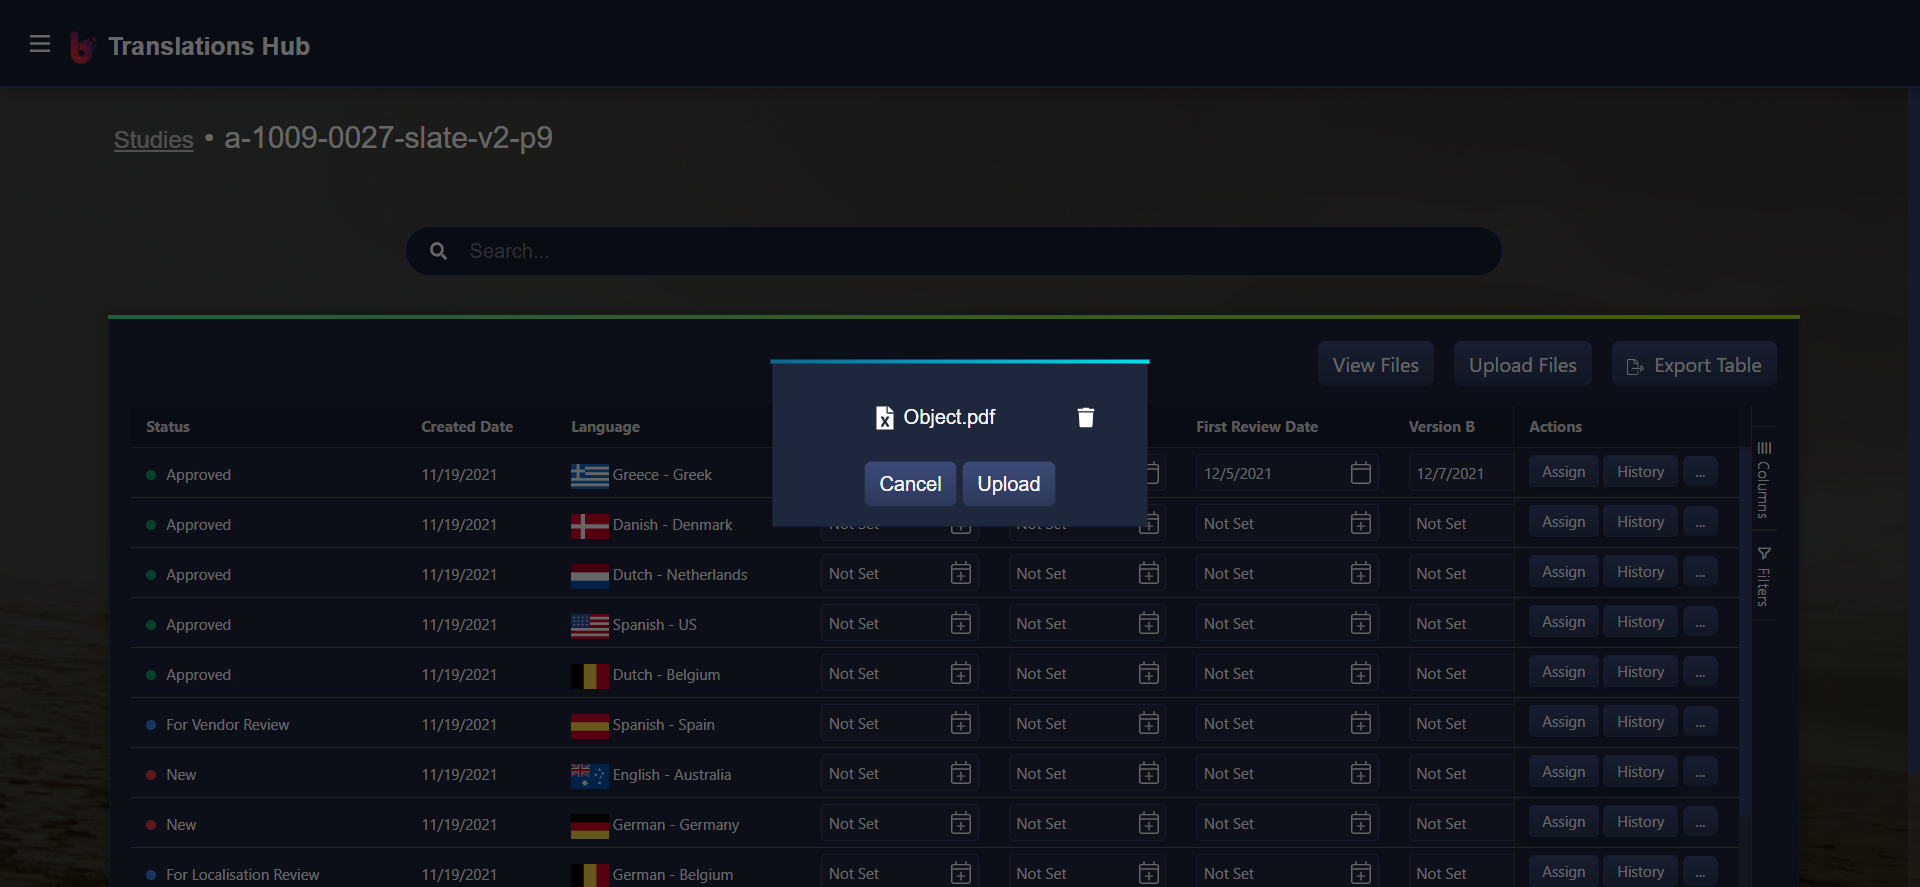 Translations Hub
Studies • a-1009-0027-slate-v2-p9
Search...
View Files Upload Files Export Table
Object.pdf
Cancel Upload
Status Created Date Language First Review Date Version B Actions
Approved 11/19/2021 Greece - Greek 12/5/2021 12/7/2021 Assign History ...
Approved 11/19/2021 Danish - Denmark Not Set Not Set Not Set Not Set Assign History ...
Approved 11/19/2021 Dutch - Netherlands Not Set Not Set Not Set Not Set Assign History ...
Approved 11/19/2021 Spanish - US Not Set Not Set Not Set Not Set Assign History ...
Approved 11/19/2021 Dutch - Belgium Not Set Not Set Not Set Not Set Assign History ...
For Vendor Review 11/19/2021 Spanish - Spain Not Set Not Set Not Set Not Set Assign History ...
New 11/19/2021 English - Australia Not Set Not Set Not Set Not Set Assign History ...
New 11/19/2021 German - Germany Not Set Not Set Not Set Not Set Assign History ...
For Localisation Review 11/19/2021 German - Belgium Not Set Not Set Not Set Not Set Assign History ...
Columns
Filters